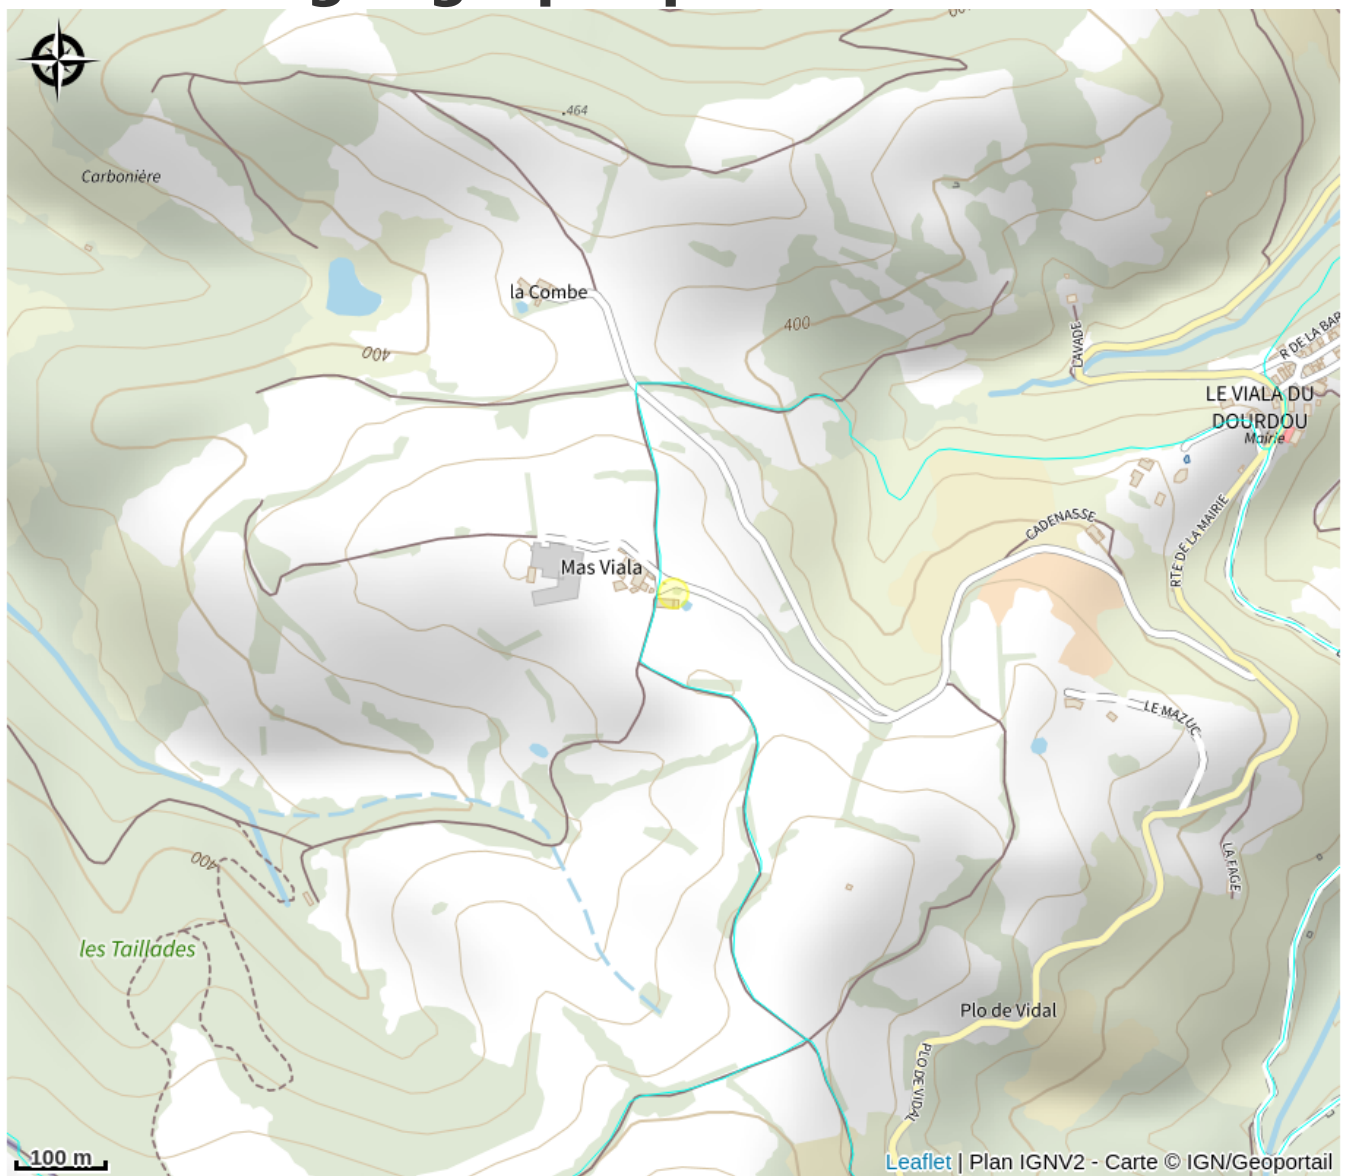 .464
Carbonière
la Combe
400
400
LAVADE
R DE LA BAR
LE VIALA DU
DOURDOU
Mairie
CADENASSE
RTE DE LA MAIRIE
Mas Viala
LE MAZUC
400
LA FAGE
les Taillades
Plo de Vidal
PLO DE VIDAL
100 m
Leaflet | Plan IGNV2 - Carte © IGN/Geoportail